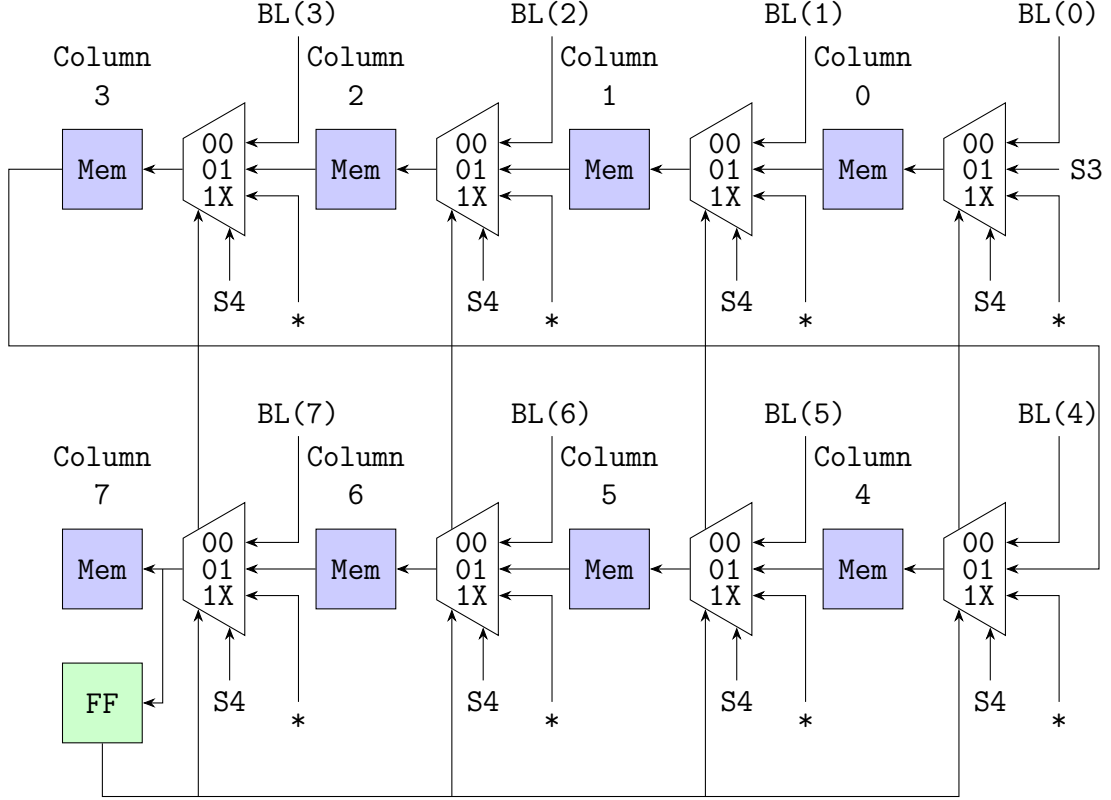 BL(3) BL(2) BL(1) BL(0)
Column Column Column Column
3 2 1 0
00 00 00 00
Mem 01 Mem 01 Mem 01 Mem 01 S3
1X 1X 1X 1X
S4 S4 S4 S4
* * * *
BL(7) BL(6) BL(5) BL(4)
Column Column Column Column
7 6 5 4
00 00 00 00
Mem 01 Mem 01 Mem 01 Mem 01
1X 1X 1X 1X
FF S4 S4 S4 S4
* * * *